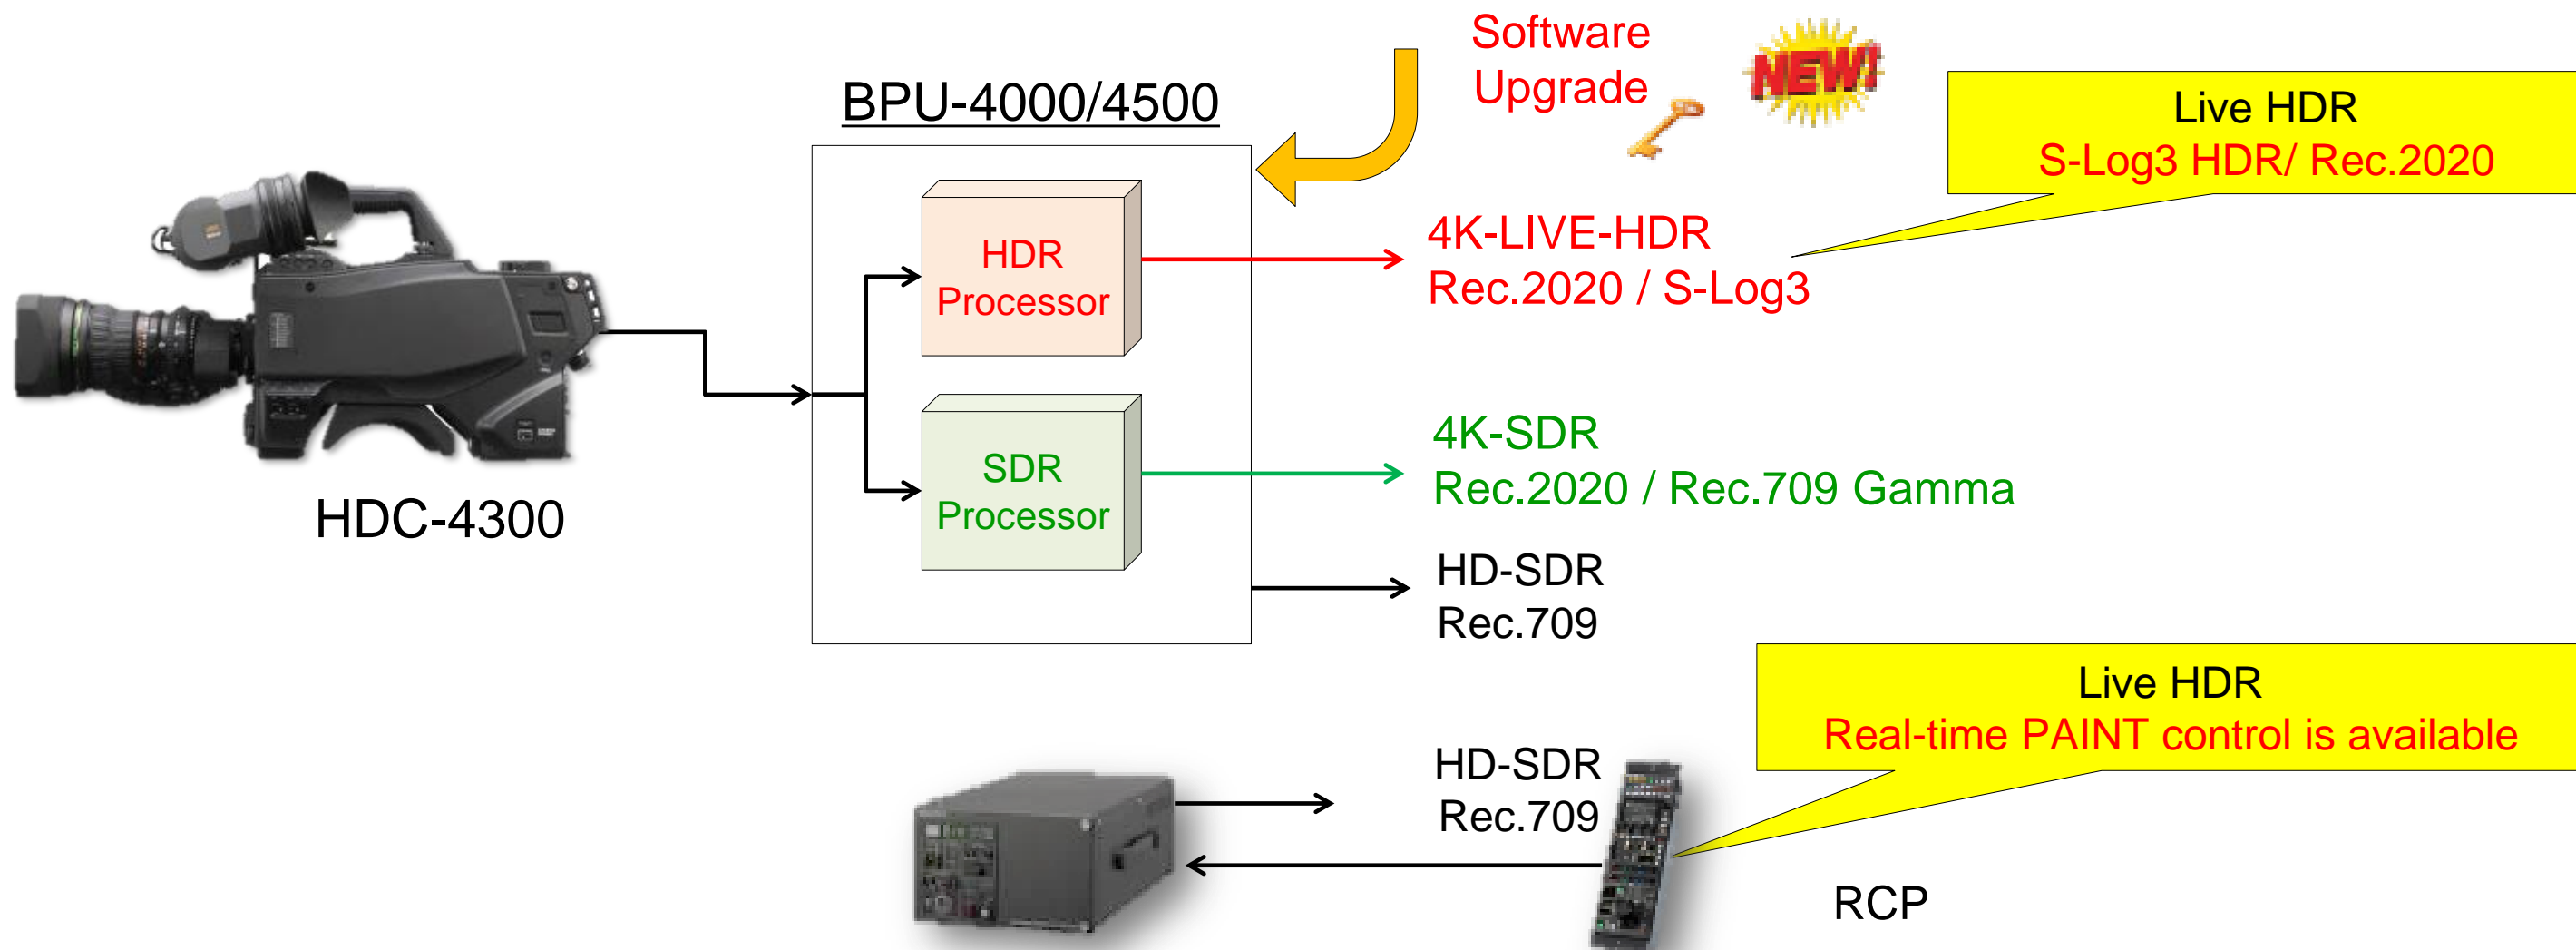 Software
Upgrade
NEW!
BPU-4000/4500
Live HDR
S-Log3 HDR/ Rec.2020
HDR
Processor
4K-LIVE-HDR
Rec.2020 / S-Log3
SDR
Processor
4K-SDR
Rec.2020 / Rec.709 Gamma
HDC-4300
HD-SDR
Rec.709
Live HDR
Real-time PAINT control is available
HD-SDR
Rec.709
RCP